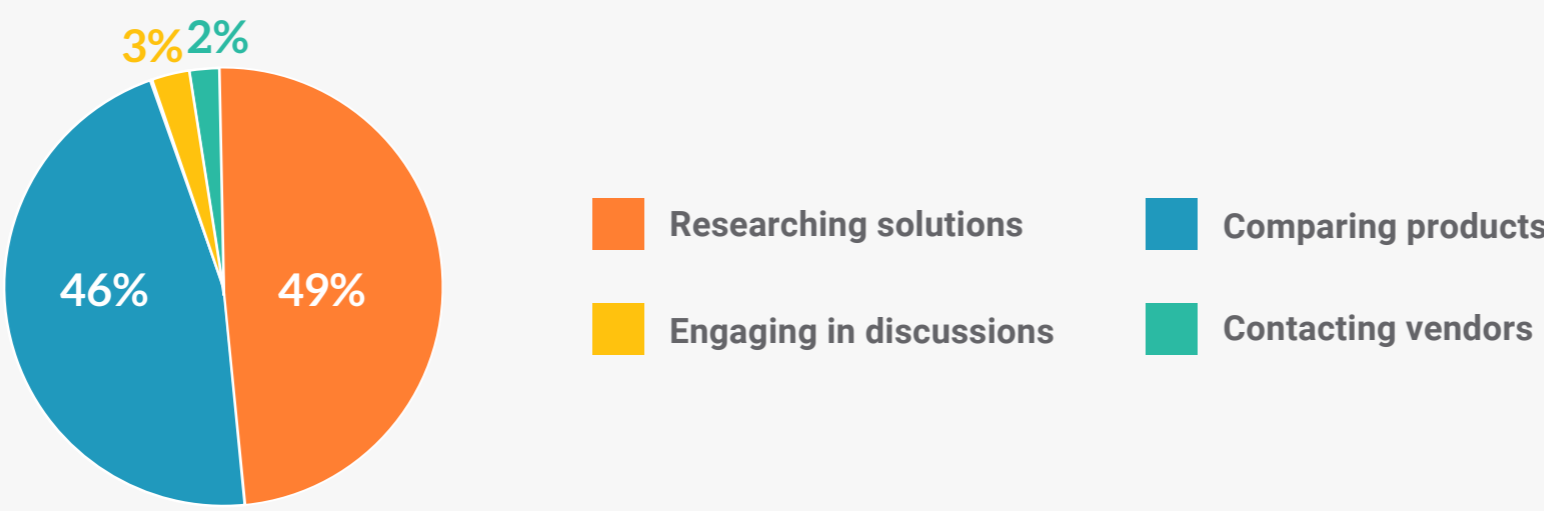 3%
2%
46%
49%
Researching solutions
Comparing products
Engaging in discussions
Contacting vendors